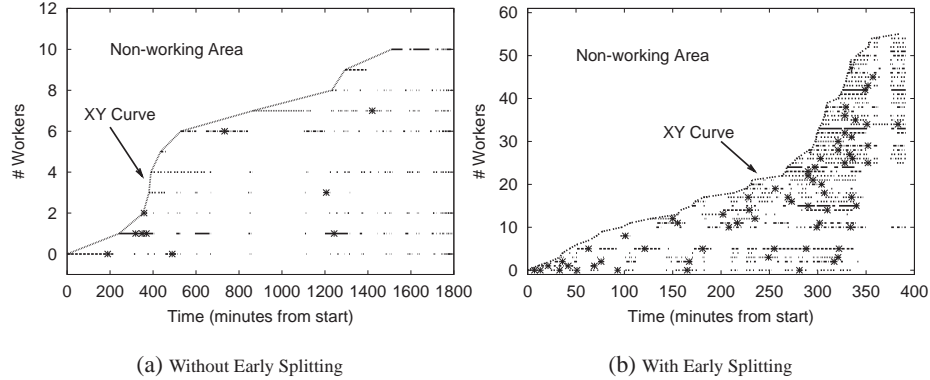 12
10
8
6
4
2
0
# Workers
Non-working Area
XY Curve
0 200 400 600 800 1000 1200 1400 1600 1800
Time (minutes from start)
(a) Without Early Splitting
60
50
40
30
20
10
0
# Workers
Non-working Area
XY Curve
0 50 100 150 200 250 300 350 400
Time (minutes from start)
(b) With Early Splitting